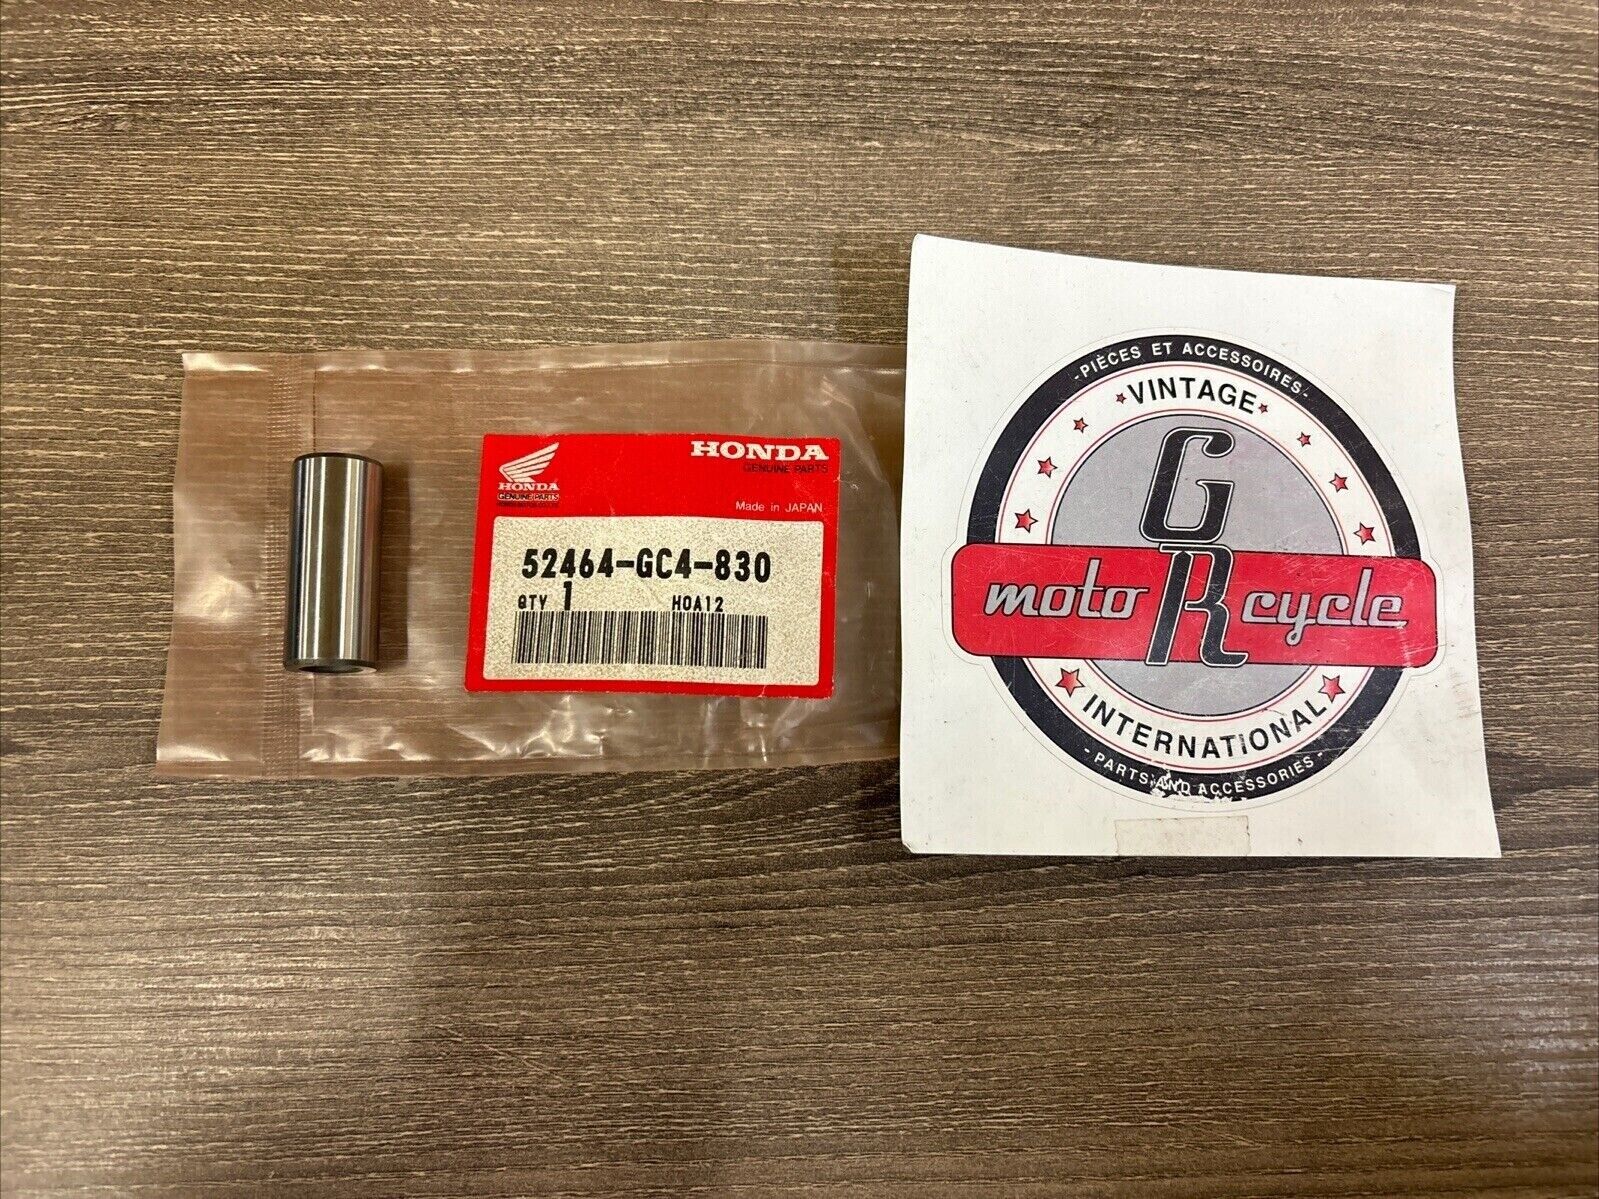 HONDA
GENUINE PARTS
HONDA
GENUINE PARTS
Made in JAPAN
52464-GC4-830
QTY 1 H0A12
-PIÈCES ET ACCESSOIRES-
VINTAGE
GR
moto cycle
INTERNATIONAL
- PARTS AND ACCESSORIES -